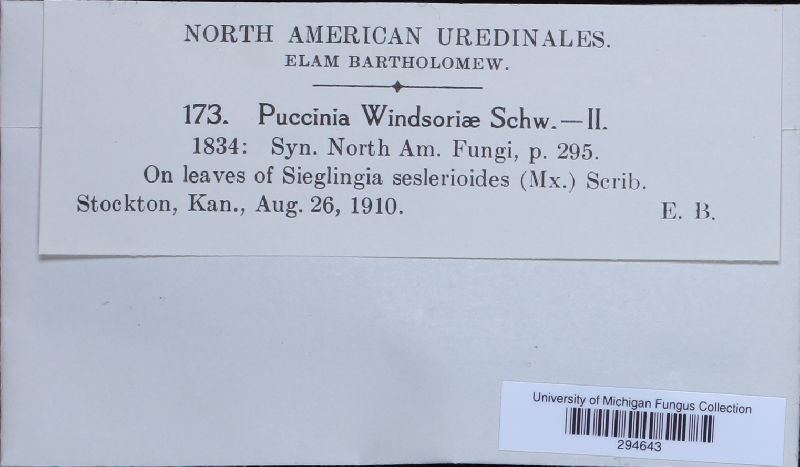 NORTH AMERICAN UREDINALES.
ELAM BARTHOLOMEW.
173. Puccinia Windsoriæ Schw.—II.
1834: Syn. North Am. Fungi, p. 295.
On leaves of Sieglingia seslerioides (Mx.) Scrib.
Stockton, Kan., Aug. 26, 1910. E. B.
University of Michigan Fungus Collection
294643